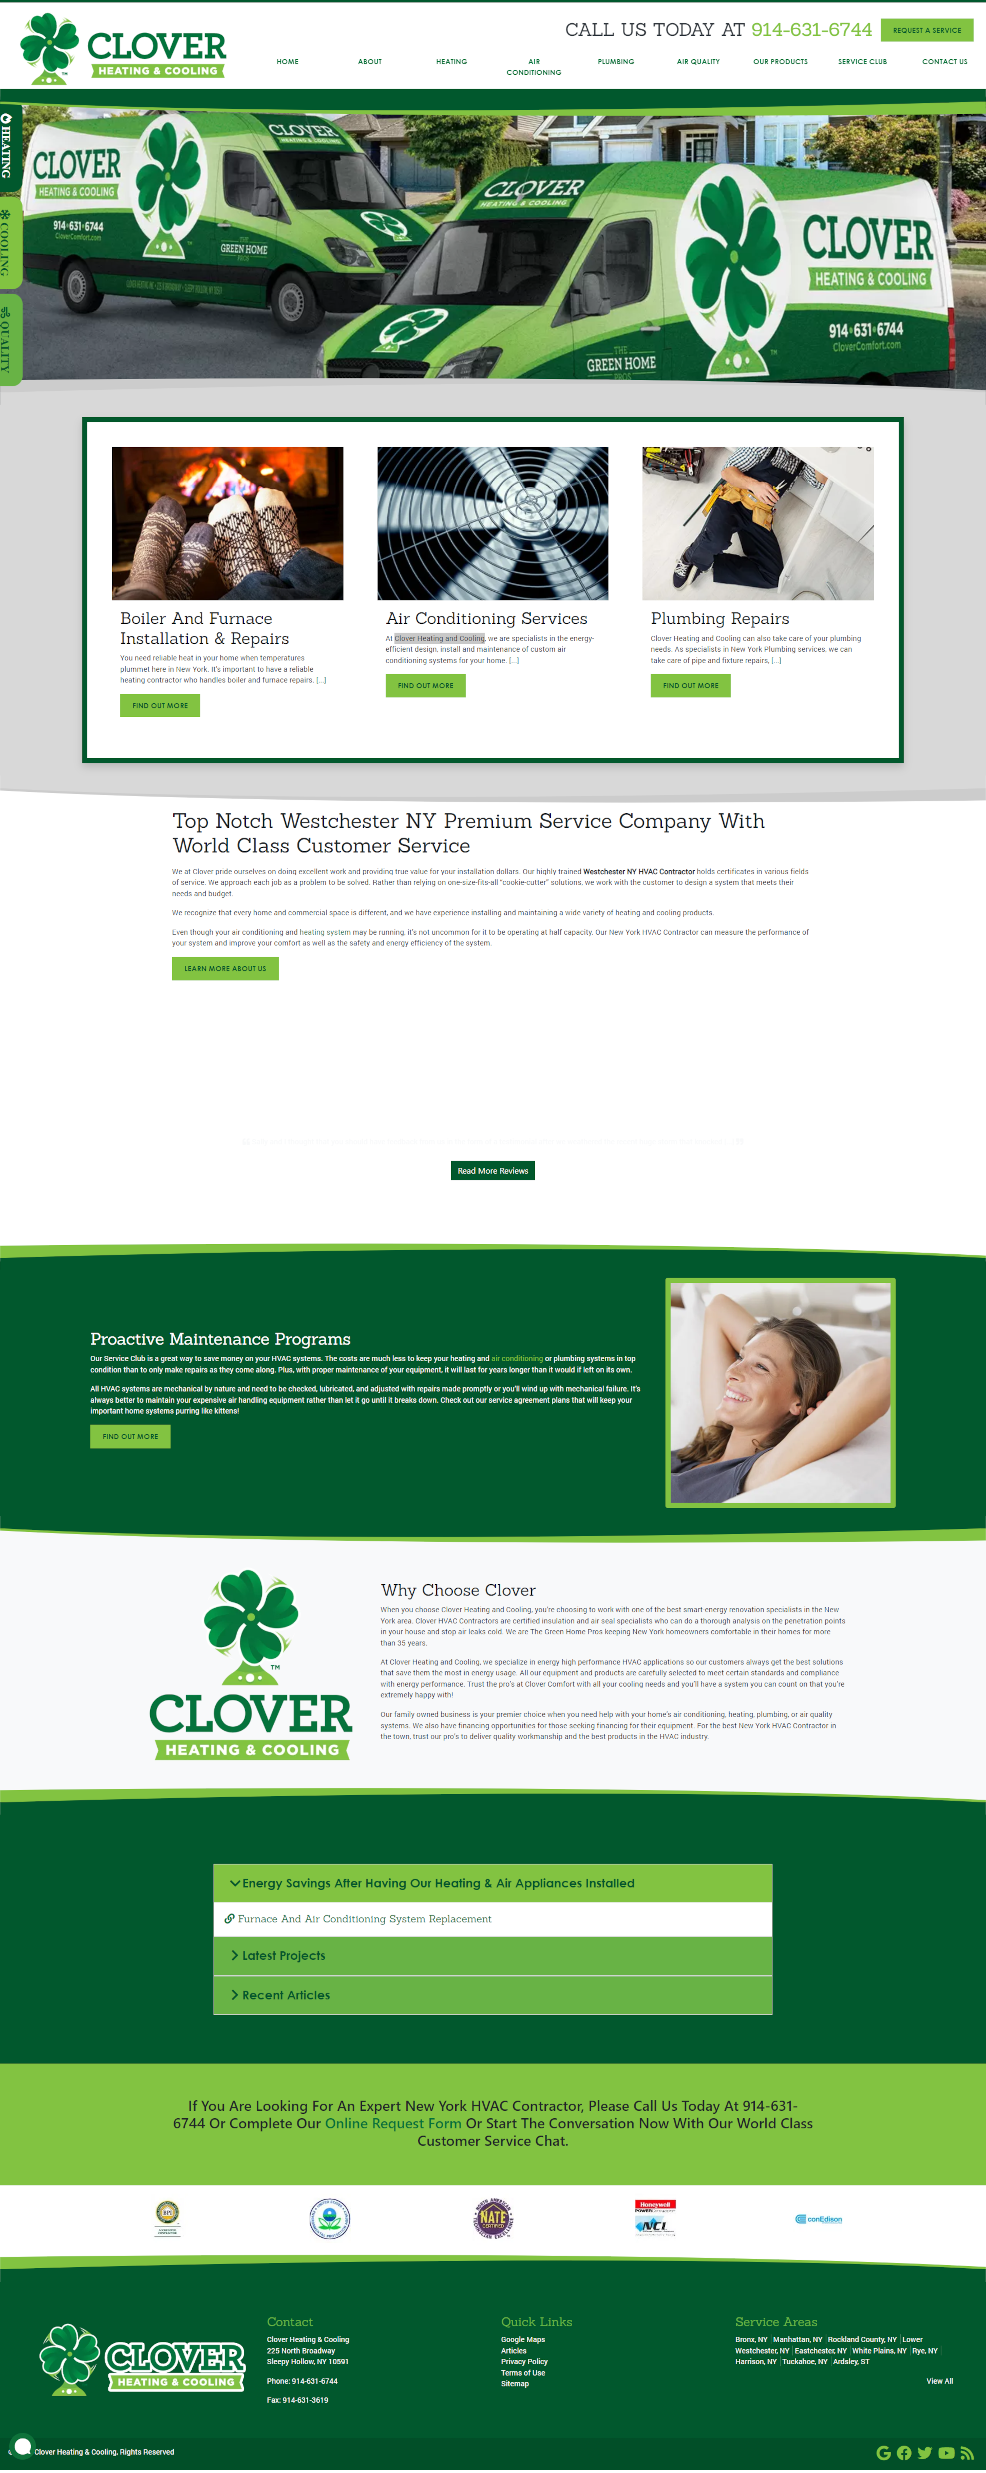 CLOVER
HEATING & COOLING
CALL US TODAY AT 914-631-6744
REQUEST A SERVICE
HOME
ABOUT
HEATING
AIR
CONDITIONING
PLUMBING
AIR QUALITY
OUR PRODUCTS
SERVICE CLUB
CONTACT US
HEATING
COOLING
QUALITY
CLOVER
HEATING & COOLING
914•631•6744
CloverComfort.com
CLOVER
HEATING & COOLING
THE
GREEN HOME
PROS
CLOVER
HEATING & COOLING
THE
GREEN HOME
PROS
CLOVER
HEATING & COOLING
914•631•6744
CloverComfort.com
Boiler And Furnace
Installation & Repairs
You need reliable heat in your home when temperatures
plummet here in New York. It's important to have a reliable
heating contractor who handles boiler and furnace repairs. [...]
FIND OUT MORE
Air Conditioning Services
At Clover Heating and Cooling, we are specialists in the energy-
efficient design, install and maintenance of custom air
conditioning systems for your home. [...]
FIND OUT MORE
Plumbing Repairs
Clover Heating and Cooling can also take care of your plumbing
needs. As specialists in New York Plumbing services, we can
take care of pipe and fixture repairs, [...]
FIND OUT MORE
Top Notch Westchester NY Premium Service Company With
World Class Customer Service
We at Clover pride ourselves on doing excellent work and providing true value for your installation dollars. Our highly trained Westchester NY HVAC Contractor holds certificates in various fields
of service. We approach each job as a problem to be solved. Rather than relying on one-size-fits-all "cookie-cutter" solutions, we work with the customer to design a system that meets their
needs and budget.
We recognize that every home and commercial space is different, and we have experience installing and maintaining a wide variety of heating and cooling products.
Even though your air conditioning and heating system may be running, it's not uncommon for it to be operating at half capacity. Our New York HVAC Contractor can measure the performance of
your system and improve your comfort as well as the safety and energy efficiency of the system.
LEARN MORE ABOUT US
Read More Reviews
Proactive Maintenance Programs
Our Service Club is a great way to save money on your HVAC systems. The costs are much less to keep your heating and air conditioning or plumbing systems in top
condition than to only make repairs as they come along. Plus, with proper maintenance of your equipment, it will last for years longer than it would if left on its own.
All HVAC systems are mechanical by nature and need to be checked, lubricated, and adjusted with repairs made promptly or you'll wind up with mechanical failure. It's
always better to maintain your expensive air handling equipment rather than let it go until it breaks down. Check out our service agreement plans that will keep your
important home systems purring like kittens!
FIND OUT MORE
TM
CLOVER
HEATING & COOLING
Why Choose Clover
When you choose Clover Heating and Cooling, you're choosing to work with one of the best smart-energy renovation specialists in the New
York area. Clover HVAC Contractors are certified insulation and air seal specialists who can do a thorough analysis on the penetration points
in your house and stop air leaks cold. We are The Green Home Pros keeping New York homeowners comfortable in their homes for more
than 35 years.
At Clover Heating and Cooling, we specialize in energy high performance HVAC applications so our customers always get the best solutions
that save them the most in energy usage. All our equipment and products are carefully selected to meet certain standards and compliance
with energy performance. Trust the pro's at Clover Comfort with all your cooling needs and you'll have a system you can count on that you're
extremely happy with!
Our family owned business is your premier choice when you need help with your home's air conditioning, heating, plumbing, or air quality
systems. We also have financing opportunities for those seeking financing for their equipment. For the best New York HVAC Contractor in
the town, trust our pro's to deliver quality workmanship and the best products in the HVAC industry.
Energy Savings After Having Our Heating & Air Appliances Installed
Furnace And Air Conditioning System Replacement
Latest Projects
Recent Articles
If You Are Looking For An Expert New York HVAC Contractor, Please Call Us Today At 914-631-
6744 Or Complete Our Online Request Form Or Start The Conversation Now With Our World Class
Customer Service Chat.
BPI
NATE
CERTIFIED
Honeywell
NCI
conEdison
CLOVER
HEATING & COOLING
Contact
Clover Heating & Cooling
225 North Broadway
Sleepy Hollow, NY 10591
Phone: 914-631-6744
Fax: 914-631-3619
Quick Links
Google Maps
Articles
Privacy Policy
Terms of Use
Sitemap
Service Areas
Bronx, NY | Manhattan, NY | Rockland County, NY | Lower
Westchester, NY | Eastchester, NY | White Plains, NY | Rye, NY |
Harrison, NY | Tuckahoe, NY | Ardsley, ST
View All
Clover Heating & Cooling, Rights Reserved